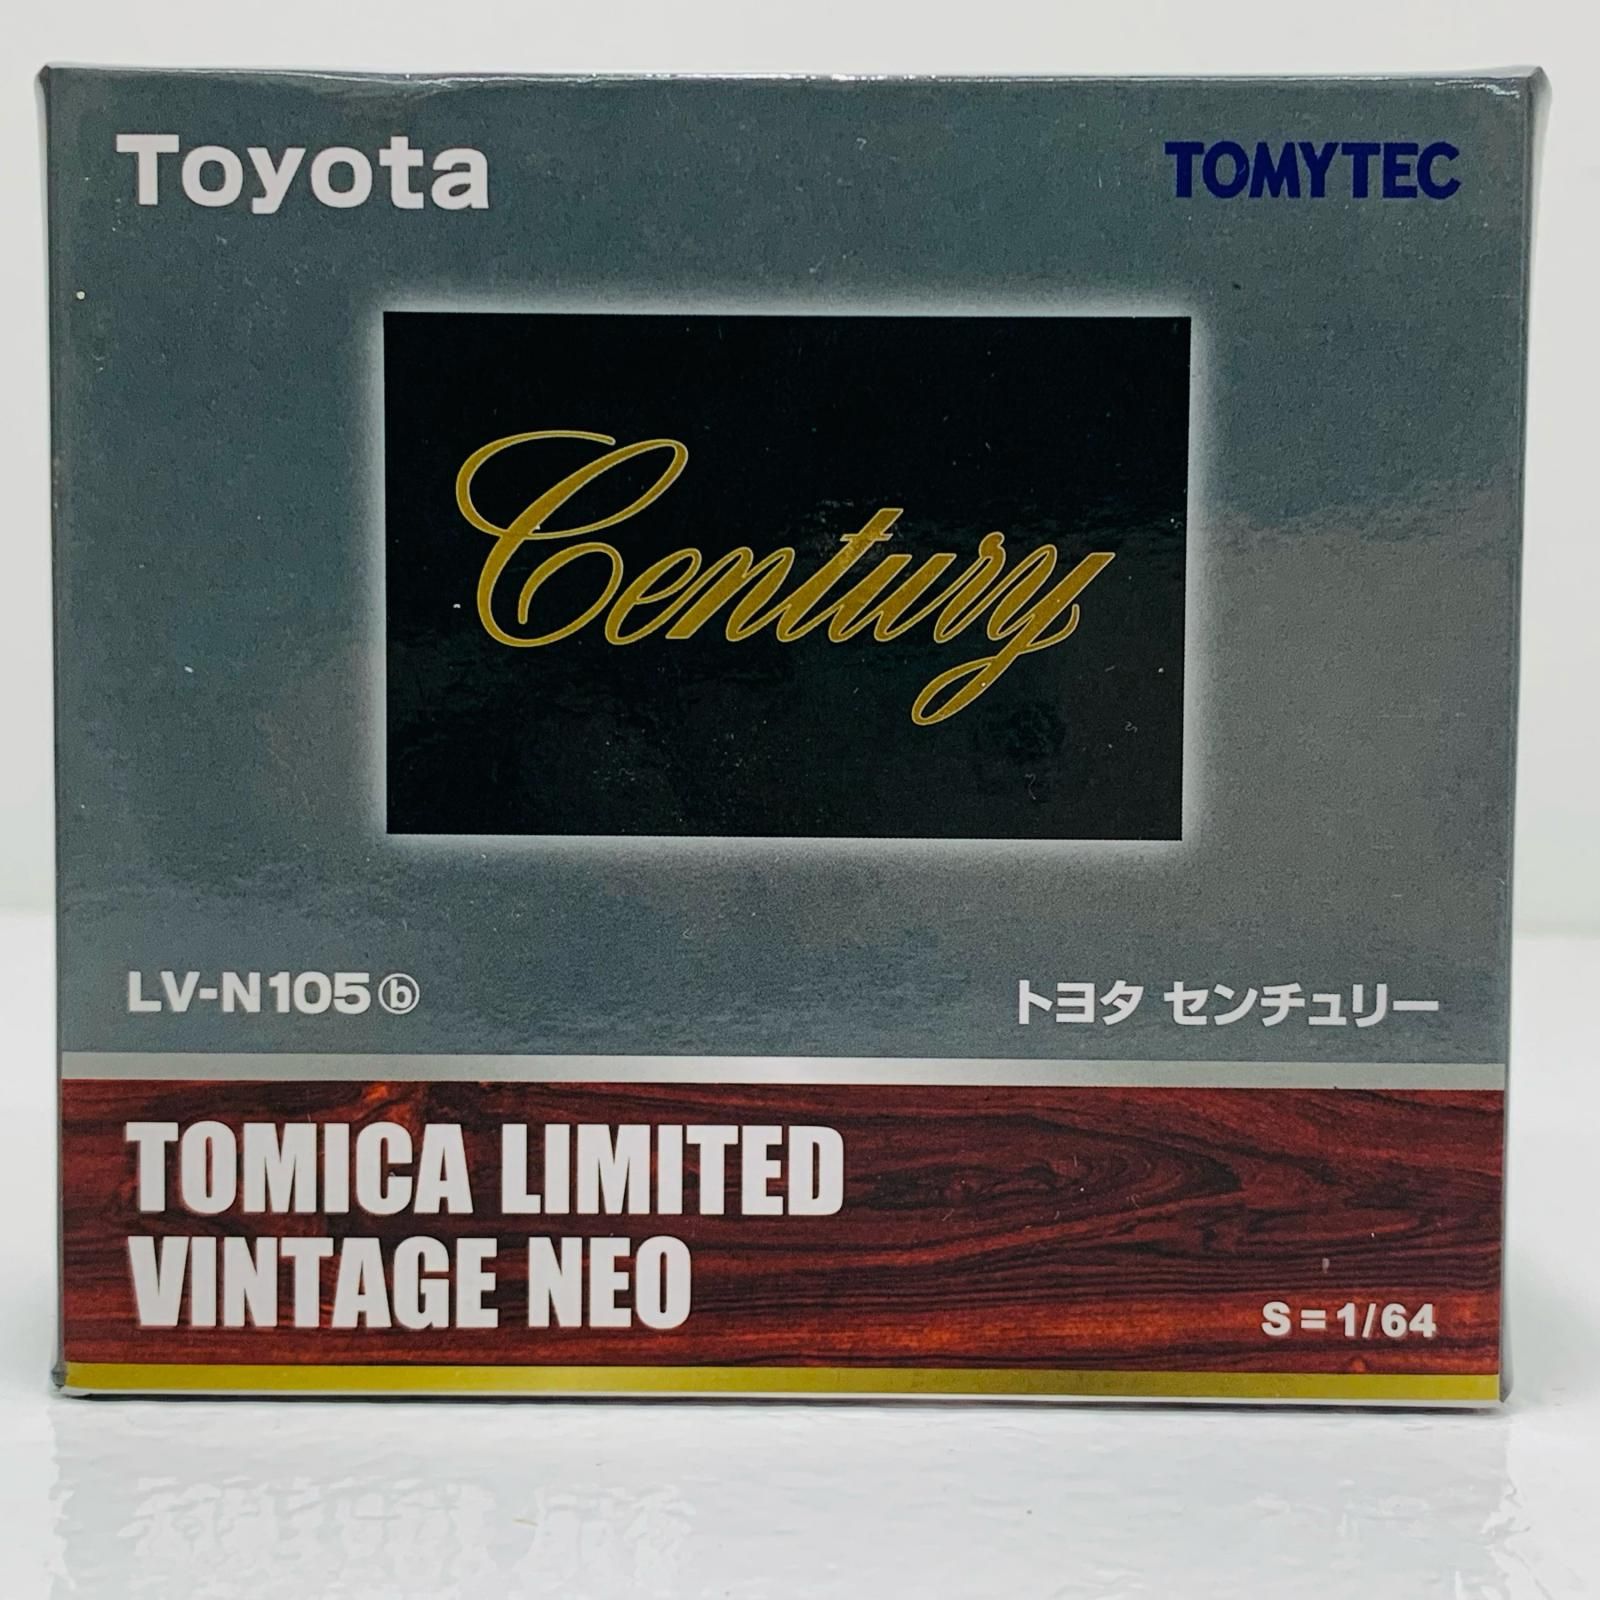 Toyota
TOMYTEC
Century
LV-N105ⓑ
トヨタ センチュリー
TOMICA LIMITED
VINTAGE NEO
S=1/64